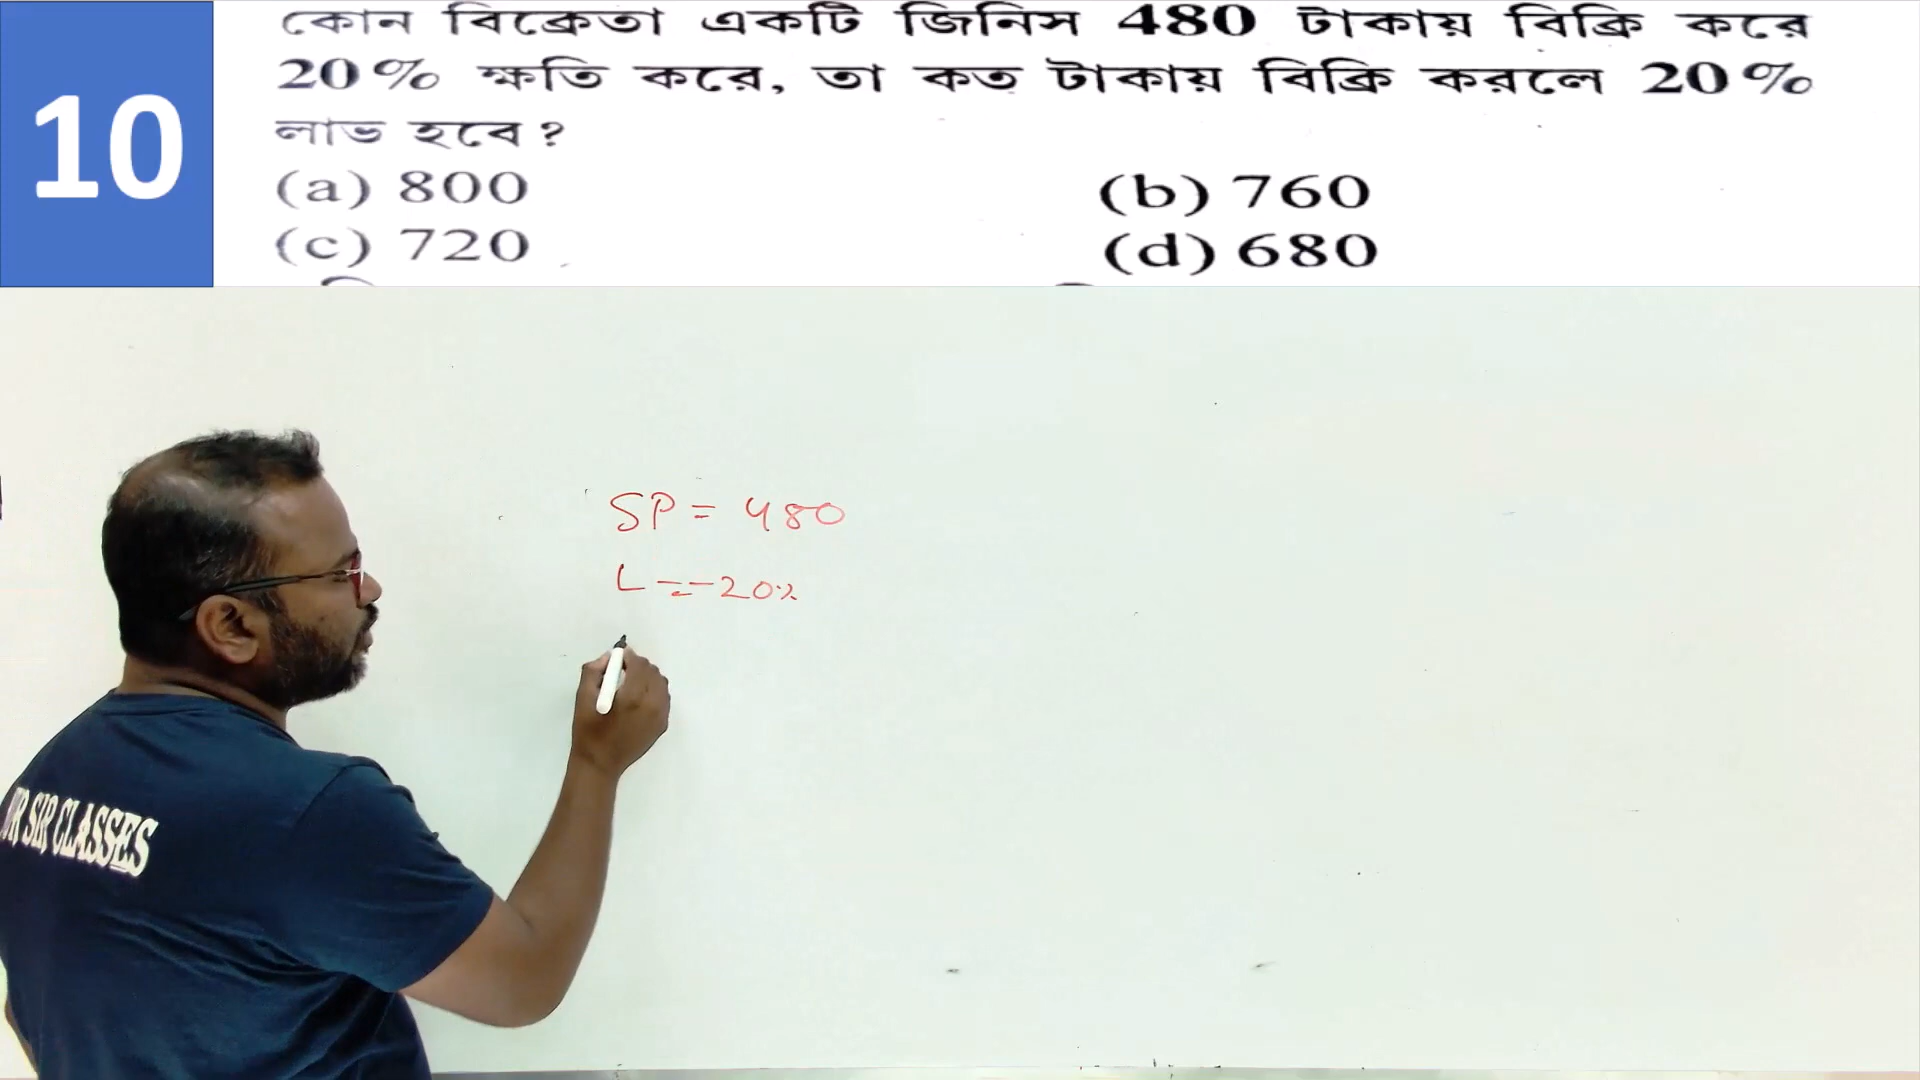 10
কোন বিক্রেতা একটি জিনিস 480 টাকায় বিক্রি করে
20% ক্ষতি করে, তা কত টাকায় বিক্রি করলে 20%
লাভ হবে?
(a) 800 (b) 760
(c) 720 (d) 680
SP = 480
L = -20%
SIR CLASSES